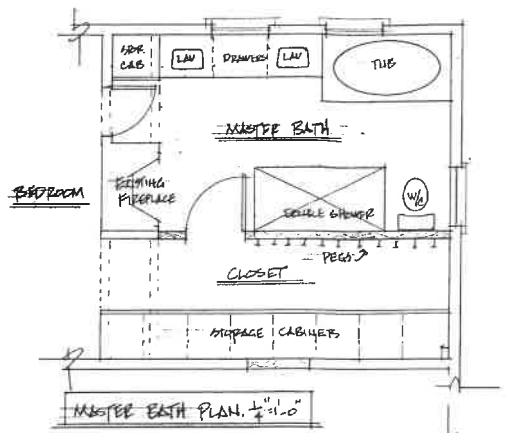 LAV
DRAWERS
LAV
TUB
CAB
MASTER BATH
BEDROOM
EXISTING
FIREPLACE
W/C
DOUBLE SHOWER
PEGS
CLOSET
STORAGE CABINETS
MASTER BATH PLAN. 1/4"=1'-0"